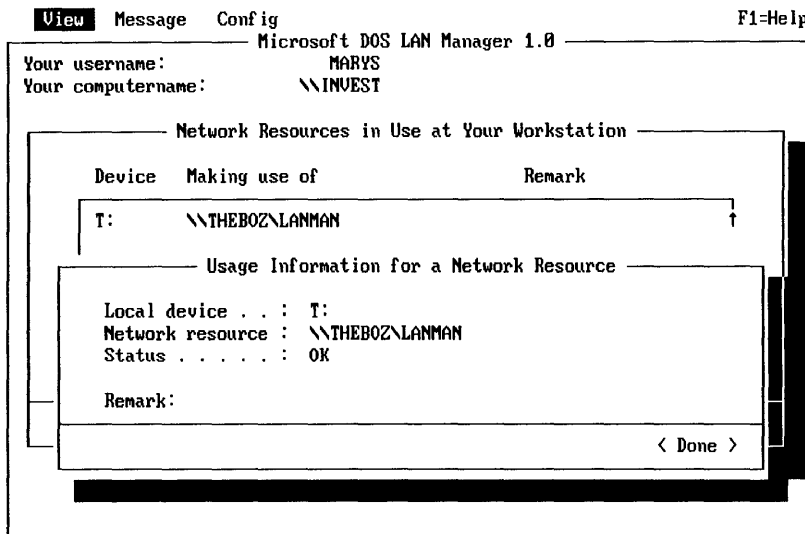 View Message Config F1=Help
Microsoft DOS LAN Manager 1.0
Your username: MARYS
Your computername: \\INVEST
Network Resources in Use at Your Workstation
Device Making use of Remark
T: \\THEBOZ\LANMAN ↑
Usage Information for a Network Resource
Local device . . : T:
Network resource : \\THEBOZ\LANMAN
Status . . . . . : OK
Remark:
< Done >